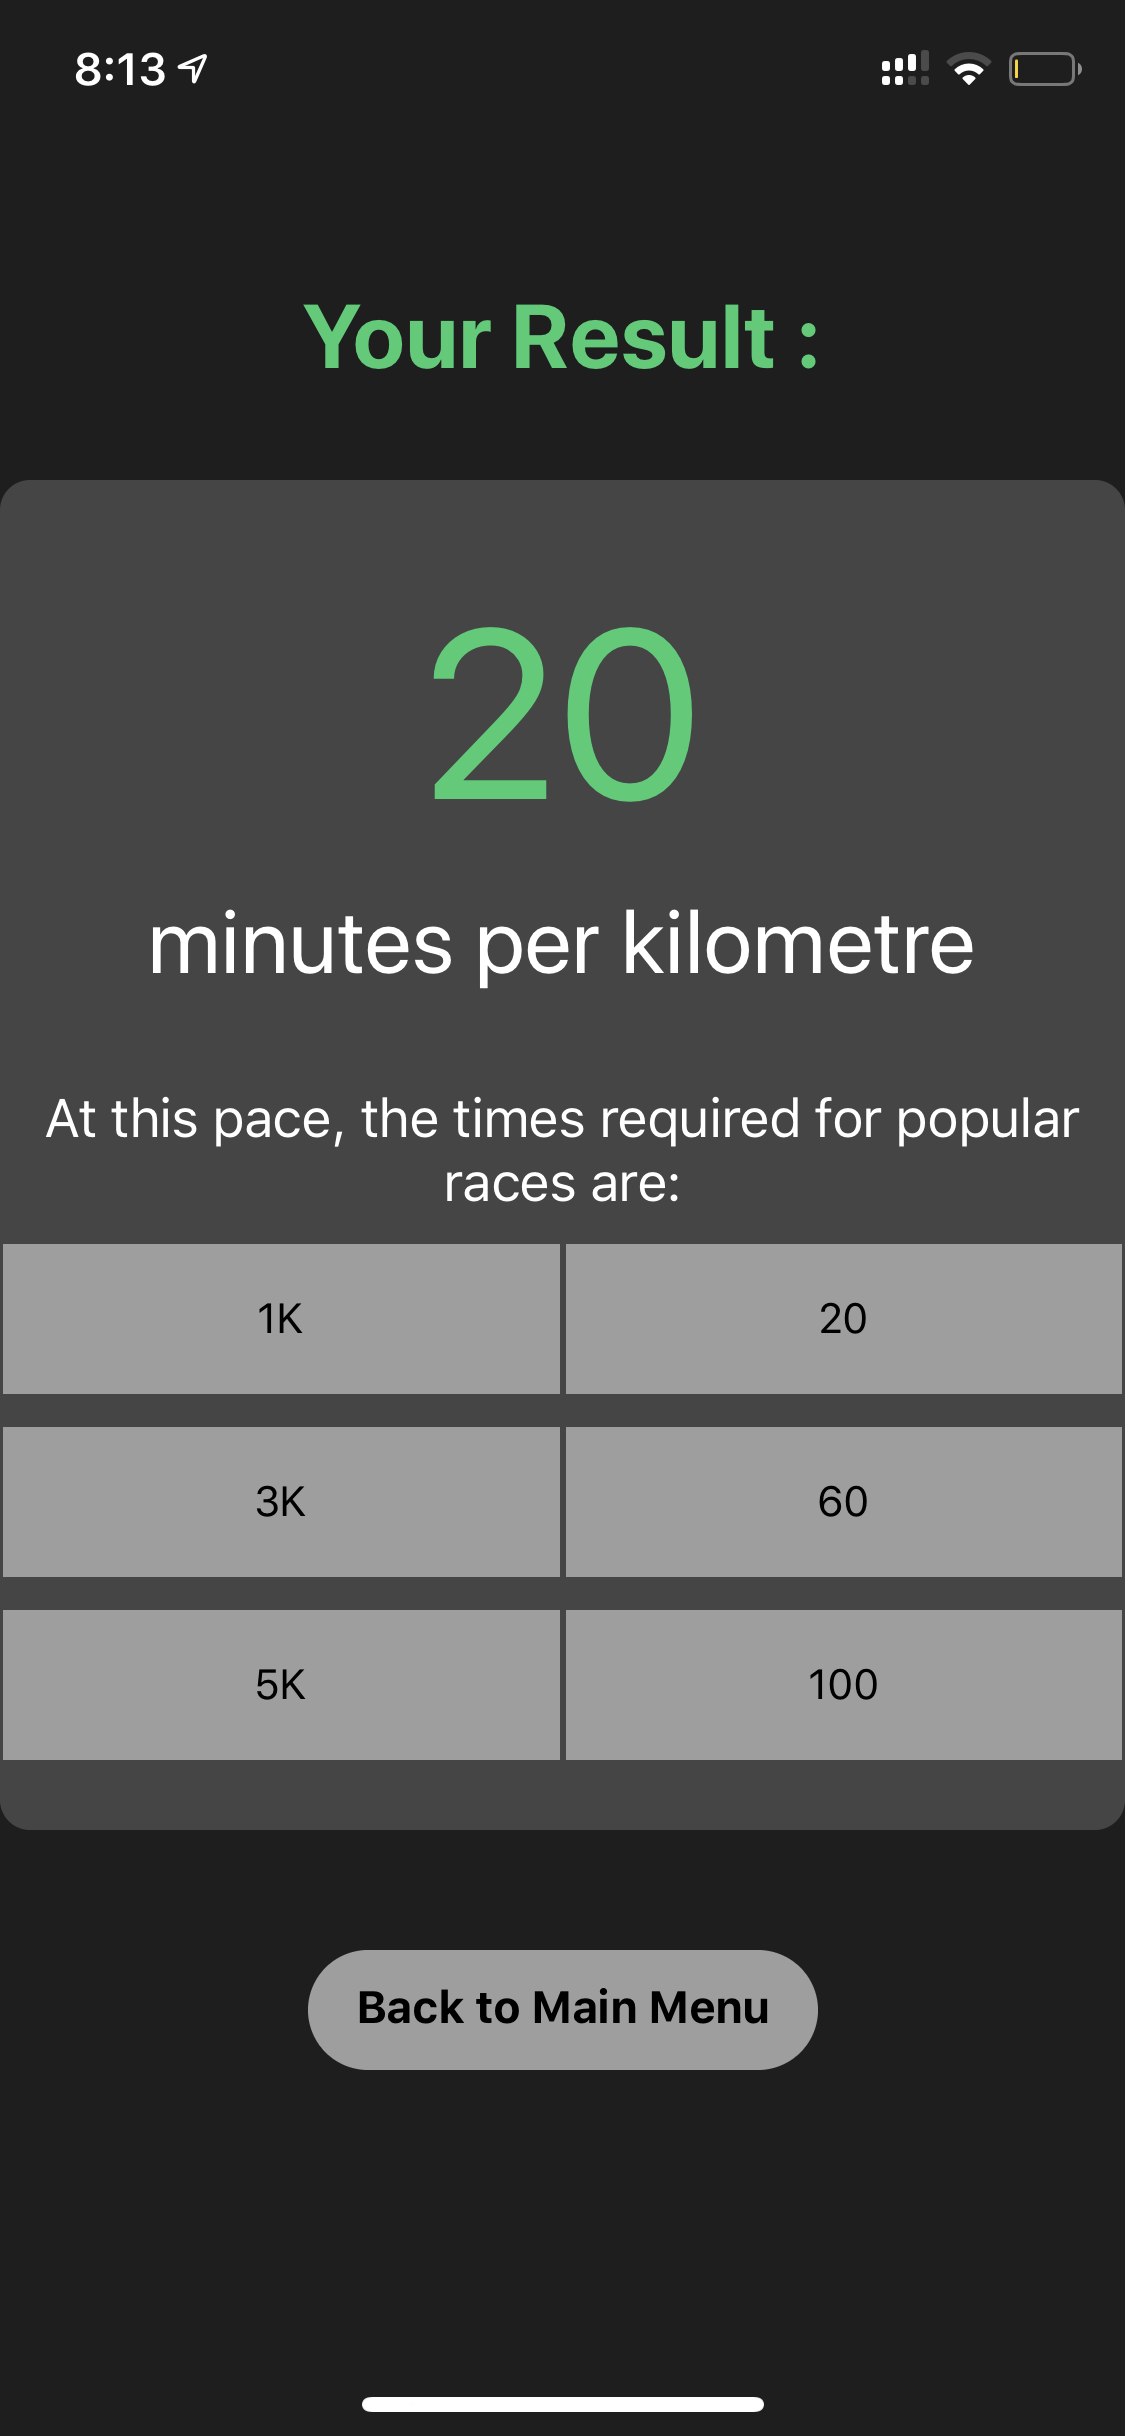 8:13
Your Result :
20
minutes per kilometre
At this pace, the times required for popular
races are:
1K 20
3K 60
5K 100
Back to Main Menu